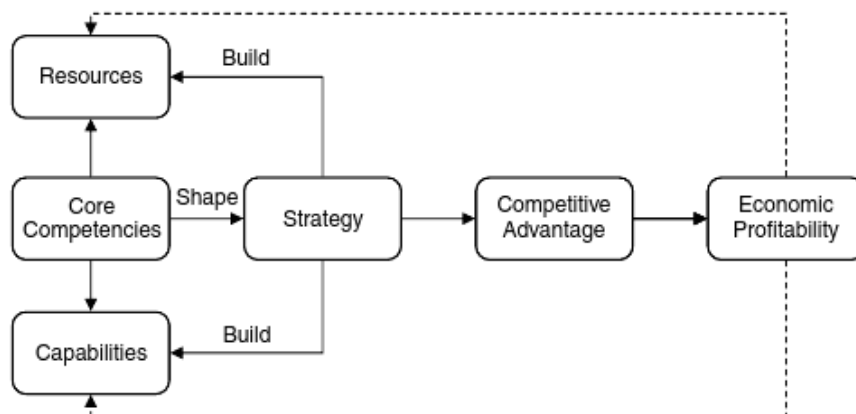 Resources
Build
Core
Competencies
Shape
Strategy
Competitive
Advantage
Economic
Profitability
Capabilities
Build